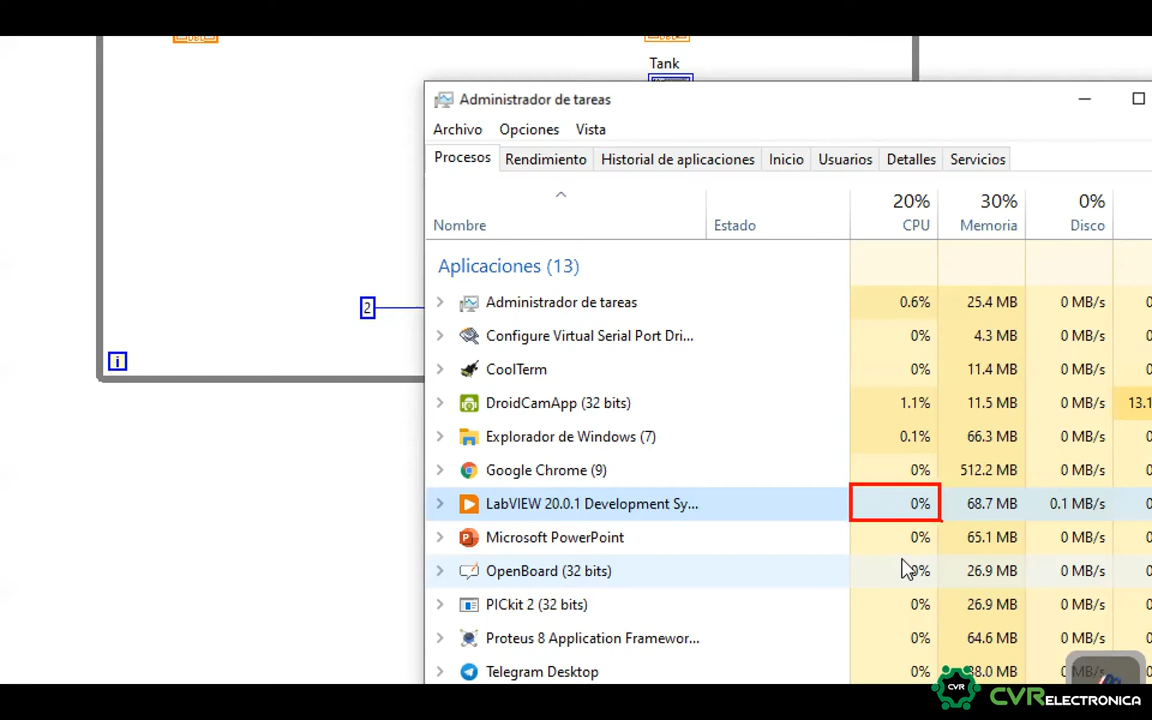 DBL
Tank
Administrador de tareas
Archivo Opciones Vista
Procesos Rendimiento Historial de aplicaciones Inicio Usuarios Detalles Servicios
20% 30% 0%
Nombre Estado CPU Memoria Disco
Aplicaciones (13)
Administrador de tareas 0.6% 25.4 MB 0 MB/s
2
Configure Virtual Serial Port Dri... 0% 4.3 MB 0 MB/s
i
CoolTerm 0% 11.4 MB 0 MB/s
DroidCamApp (32 bits) 1.1% 11.5 MB 0 MB/s 13.1
Explorador de Windows (7) 0.1% 66.3 MB 0 MB/s
Google Chrome (9) 0% 512.2 MB 0 MB/s
LabVIEW 20.0.1 Development Sy... 0% 68.7 MB 0.1 MB/s
Microsoft PowerPoint 0% 65.1 MB 0 MB/s
OpenBoard (32 bits) 0% 26.9 MB 0 MB/s
PICkit 2 (32 bits) 0% 26.9 MB 0 MB/s
Proteus 8 Application Framewor... 0% 64.6 MB 0 MB/s
Telegram Desktop 0% MB/s
CVR CVRELECTRONICA